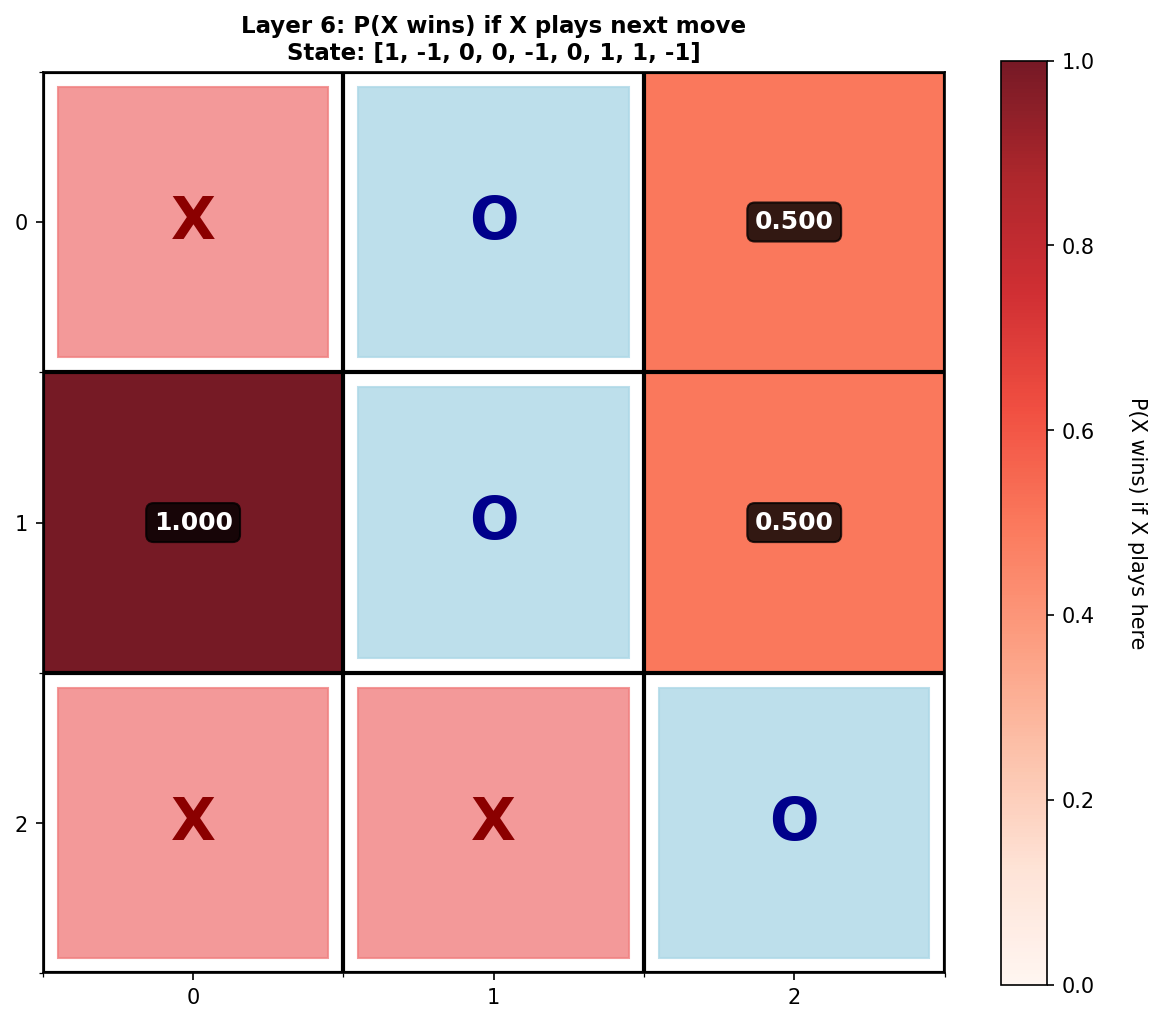 Layer 6: P(X wins) if X plays next move
State: [1, -1, 0, 0, -1, 0, 1, 1, -1]
0
X
O
0.500
1
1.000
O
0.500
2
X
X
O
0
1
2
1.0
0.8
0.6
0.4
0.2
0.0
P(X wins) if X plays here